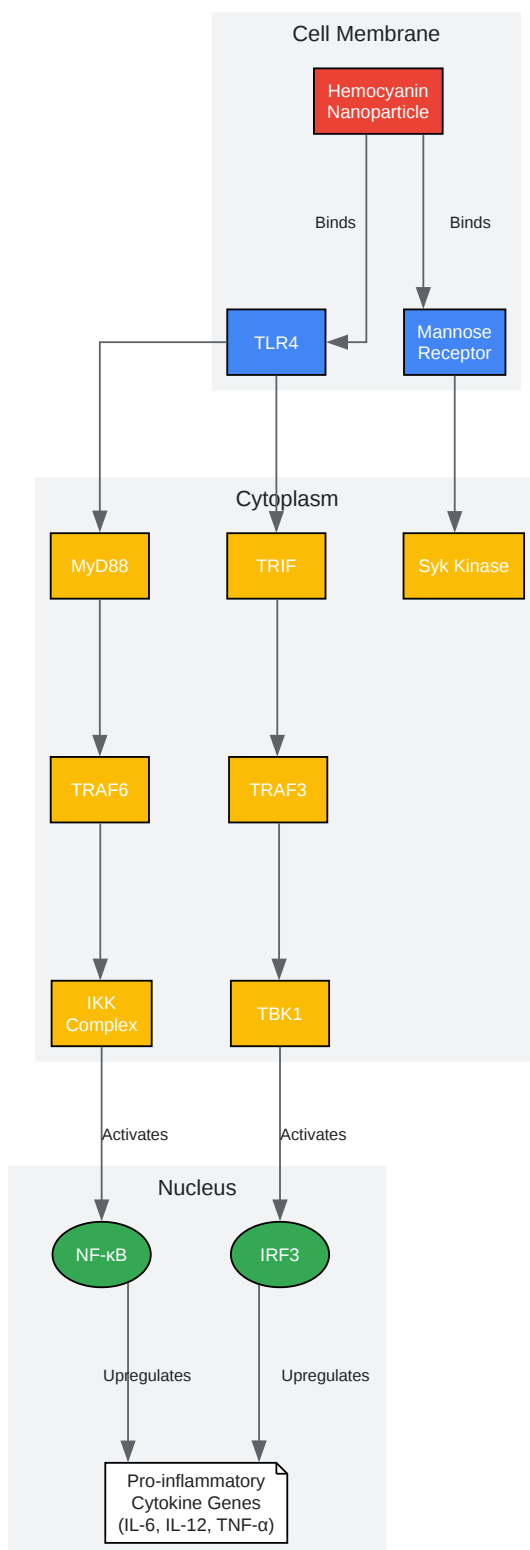 Cell Membrane
Hemocyanin
Nanoparticle
Binds
Binds
TLR4
Mannose
Receptor
Cytoplasm
MyD88
TRIF
Syk Kinase
TRAF6
TRAF3
IKK
Complex
TBK1
Activates
Activates
Nucleus
NF-κB
IRF3
Upregulates
Upregulates
Pro-inflammatory
Cytokine Genes
(IL-6, IL-12, TNF-α)